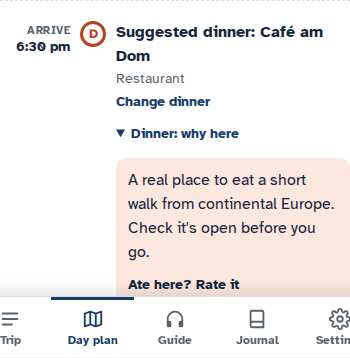 ARRIVE
6:30 pm
D
Suggested dinner: Café am
Dom
Restaurant
Change dinner
▼ Dinner: why here
A real place to eat a short
walk from continental Europe.
Check it's open before you
go.
Ate here? Rate it
Trip
Day plan
Guide
Journal
Settin